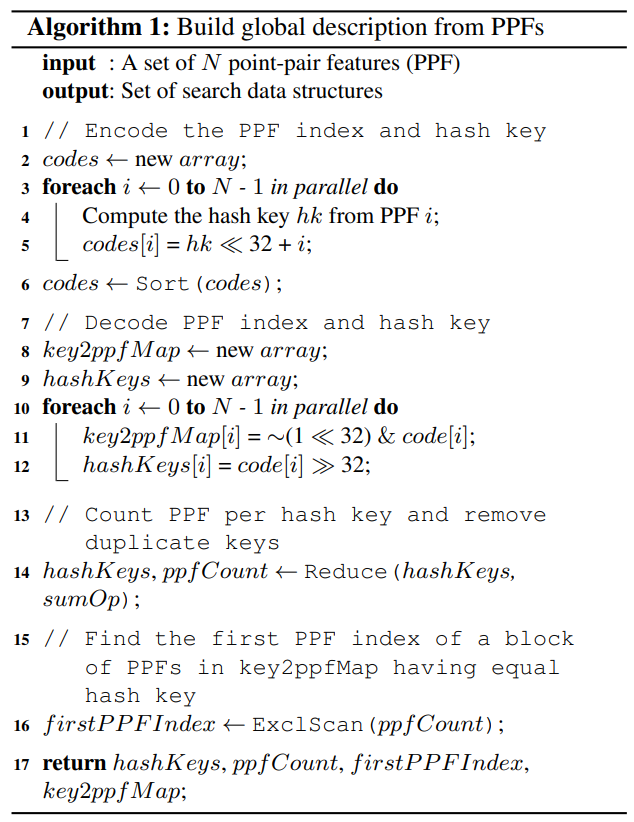 Algorithm 1: Build global description from PPFs
input : A set of N point-pair features (PPF)
output: Set of search data structures
1 // Encode the PPF index and hash key
2 codes ← new array;
3 foreach i ← 0 to N - 1 in parallel do
4 Compute the hash key hk from PPF i;
5 codes[i] = hk ≪ 32 + i;
6 codes ← Sort(codes);
7 // Decode PPF index and hash key
8 key2ppfMap ← new array;
9 hashKeys ← new array;
10 foreach i ← 0 to N - 1 in parallel do
11 key2ppfMap[i] = ∼(1 ≪ 32) & code[i];
12 hashKeys[i] = code[i] ≫ 32;
13 // Count PPF per hash key and remove
duplicate keys
14 hashKeys, ppfCount ← Reduce(hashKeys,
sumOp);
15 // Find the first PPF index of a block
of PPFs in key2ppfMap having equal
hash key
16 firstPPFIndex ← ExclScan(ppfCount);
17 return hashKeys, ppfCount, firstPPFIndex,
key2ppfMap;